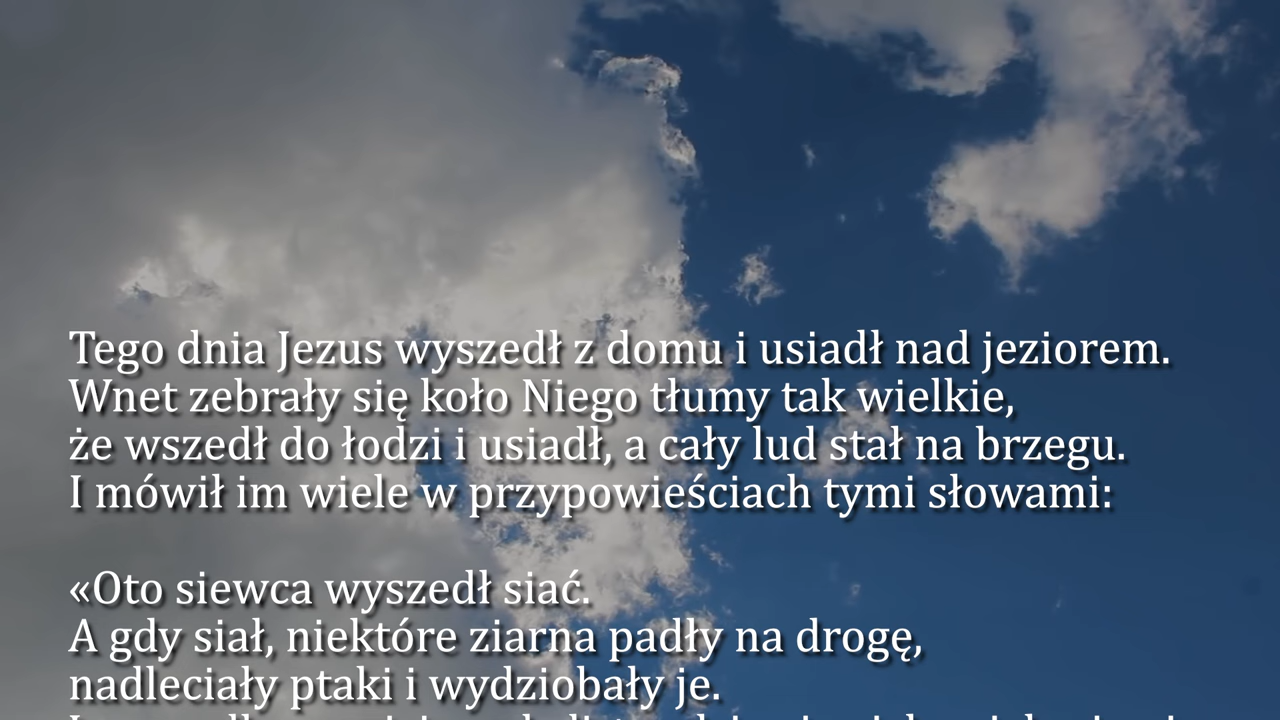 Tego dnia Jezus wyszedł z domu i usiadł nad jeziorem.
Wnet zebrały się koło Niego tłumy tak wielkie,
że wszedł do łodzi i usiadł, a cały lud stał na brzegu.
I mówił im wiele w przypowieściach tymi słowami:
«Oto siewca wyszedł siać.
A gdy siał, niektóre ziarna padły na drogę,
nadleciały ptaki i wydziobały je.